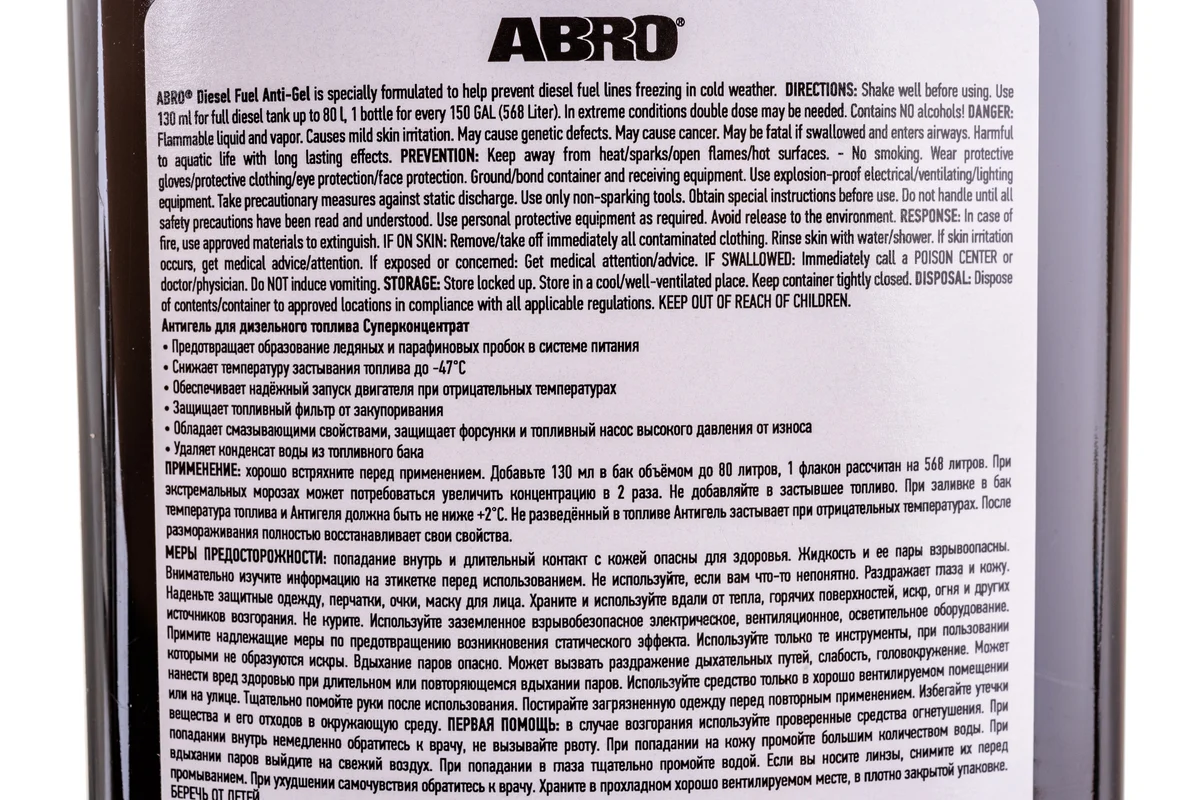 ABRO®
ABRO® Diesel Fuel Anti-Gel is specially formulated to help prevent diesel fuel lines freezing in cold weather. DIRECTIONS: Shake well before using. Use
130 ml for full diesel tank up to 80 l, 1 bottle for every 150 GAL (568 Liter). In extreme conditions double dose may be needed. Contains NO alcohols! DANGER:
Flammable liquid and vapor. Causes mild skin irritation. May cause genetic defects. May cause cancer. May be fatal if swallowed and enters airways. Harmful
to aquatic life with long lasting effects. PREVENTION: Keep away from heat/sparks/open flames/hot surfaces. - No smoking. Wear protective
gloves/protective clothing/eye protection/face protection. Ground/bond container and receiving equipment. Use explosion-proof electrical/ventilating/lighting
equipment. Take precautionary measures against static discharge. Use only non-sparking tools. Obtain special instructions before use. Do not handle until all
safety precautions have been read and understood. Use personal protective equipment as required. Avoid release to the environment. RESPONSE: In case of
fire, use approved materials to extinguish. IF ON SKIN: Remove/take off immediately all contaminated clothing. Rinse skin with water/shower. If skin irritation
occurs, get medical advice/attention. If exposed or concerned: Get medical attention/advice. IF SWALLOWED: Immediately call a POISON CENTER or
doctor/physician. Do NOT induce vomiting. STORAGE: Store locked up. Store in a cool/well-ventilated place. Keep container tightly closed. DISPOSAL: Dispose
of contents/container to approved locations in compliance with all applicable regulations. KEEP OUT OF REACH OF CHILDREN.
Антигель для дизельного топлива Суперконцентрат
• Предотвращает образование ледяных и парафиновых пробок в системе питания
• Снижает температуру застывания топлива до -47°С
• Обеспечивает надёжный запуск двигателя при отрицательных температурах
• Защищает топливный фильтр от закупоривания
• Обладает смазывающими свойствами, защищает форсунки и топливный насос высокого давления от износа
• Удаляет конденсат воды из топливного бака
ПРИМЕНЕНИЕ: хорошо встряхните перед применением. Добавьте 130 мл в бак объёмом до 80 литров, 1 флакон рассчитан на 568 литров. При
экстремальных морозах может потребоваться увеличить концентрацию в 2 раза. Не добавляйте в застывшее топливо. При заливке в бак
температура топлива и Антигеля должна быть не ниже +2°С. Не разведённый в топливе Антигель застывает при отрицательных температурах. После
размораживания полностью восстанавливает свои свойства.
МЕРЫ ПРЕДОСТОРОЖНОСТИ: попадание внутрь и длительный контакт с кожей опасны для здоровья. Жидкость и ее пары взрывоопасны.
Внимательно изучите информацию на этикетке перед использованием. Не используйте, если вам что-то непонятно. Раздражает глаза и кожу.
Наденьте защитные одежду, перчатки, очки, маску для лица. Храните и используйте вдали от тепла, горячих поверхностей, искр, огня и других
источников возгорания. Не курите. Используйте заземленное взрывобезопасное электрическое, вентиляционное, осветительное оборудование.
Примите надлежащие меры по предотвращению возникновения статического эффекта. Используйте только те инструменты, при пользовании
которыми не образуются искры. Вдыхание паров опасно. Может вызвать раздражение дыхательных путей, слабость, головокружение. Может
нанести вред здоровью при длительном или повторяющемся вдыхании паров. Используйте средство только в хорошо вентилируемом помещении
или на улице. Тщательно помойте руки после использования. Постирайте загрязненную одежду перед повторным применением. Избегайте утечки
вещества и его отходов в окружающую среду. ПЕРВАЯ ПОМОЩЬ: в случае возгорания используйте проверенные средства огнетушения. При
попадании внутрь немедленно обратитесь к врачу, не вызывайте рвоту. При попадании на кожу промойте большим количеством воды. При
вдыхании паров выйдите на свежий воздух. При попадании в глаза тщательно промойте водой. Если вы носите линзы, снимите их перед
промыванием. При ухудшении самочувствия обратитесь к врачу. Храните в прохладном хорошо вентилируемом месте, в плотно закрытой упаковке.
БЕРЕЧЬ ОТ ДЕТЕЙ